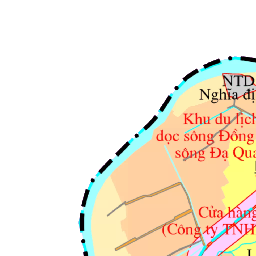 NTD
Nghĩa đị
Khu du lịch
dọc sông Đồng
sông Đạ Qua
Cửa hàng
(Công ty TNH